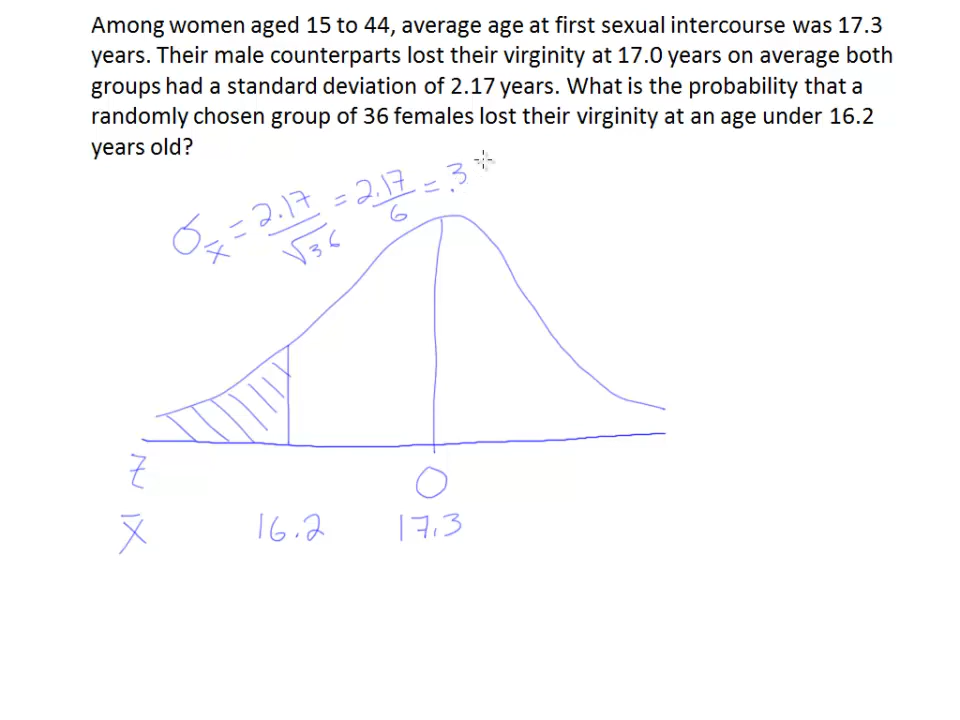 Among women aged 15 to 44, average age at first sexual intercourse was 17.3
years. Their male counterparts lost their virginity at 17.0 years on average both
groups had a standard deviation of 2.17 years. What is the probability that a
randomly chosen group of 36 females lost their virginity at an age under 16.2
years old?
σx̄ = 2.17/√36 = 2.17/6 = .3
z 0
x̄ 16.2 17.3